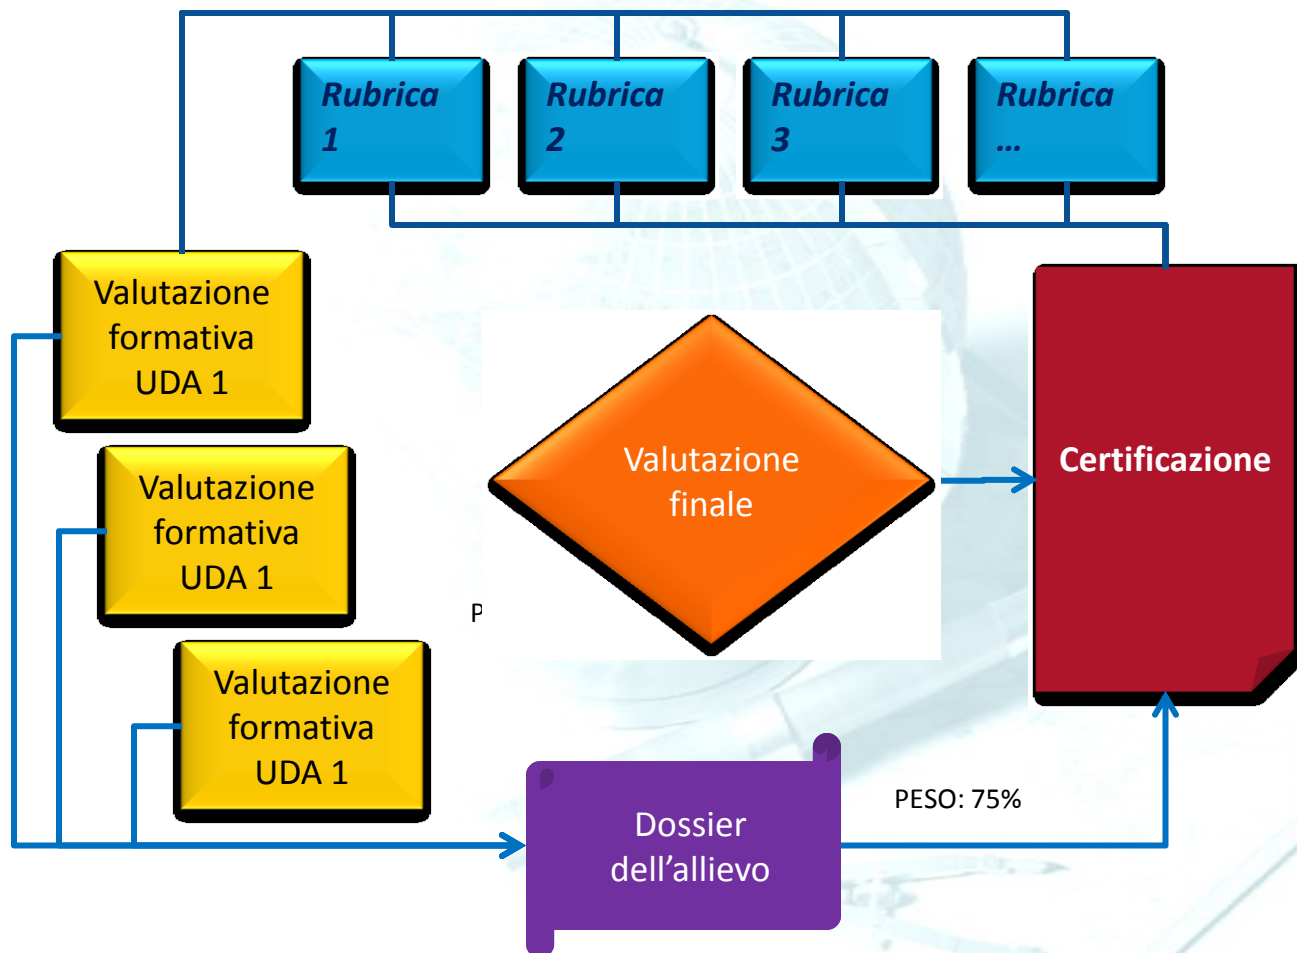 Rubrica
1
Rubrica
2
Rubrica
3
Rubrica
…
Valutazione
formativa
UDA 1
Valutazione
formativa
UDA 1
Valutazione
formativa
UDA 1
Valutazione
finale
Certificazione
Dossier
dell’allievo
PESO: 75%